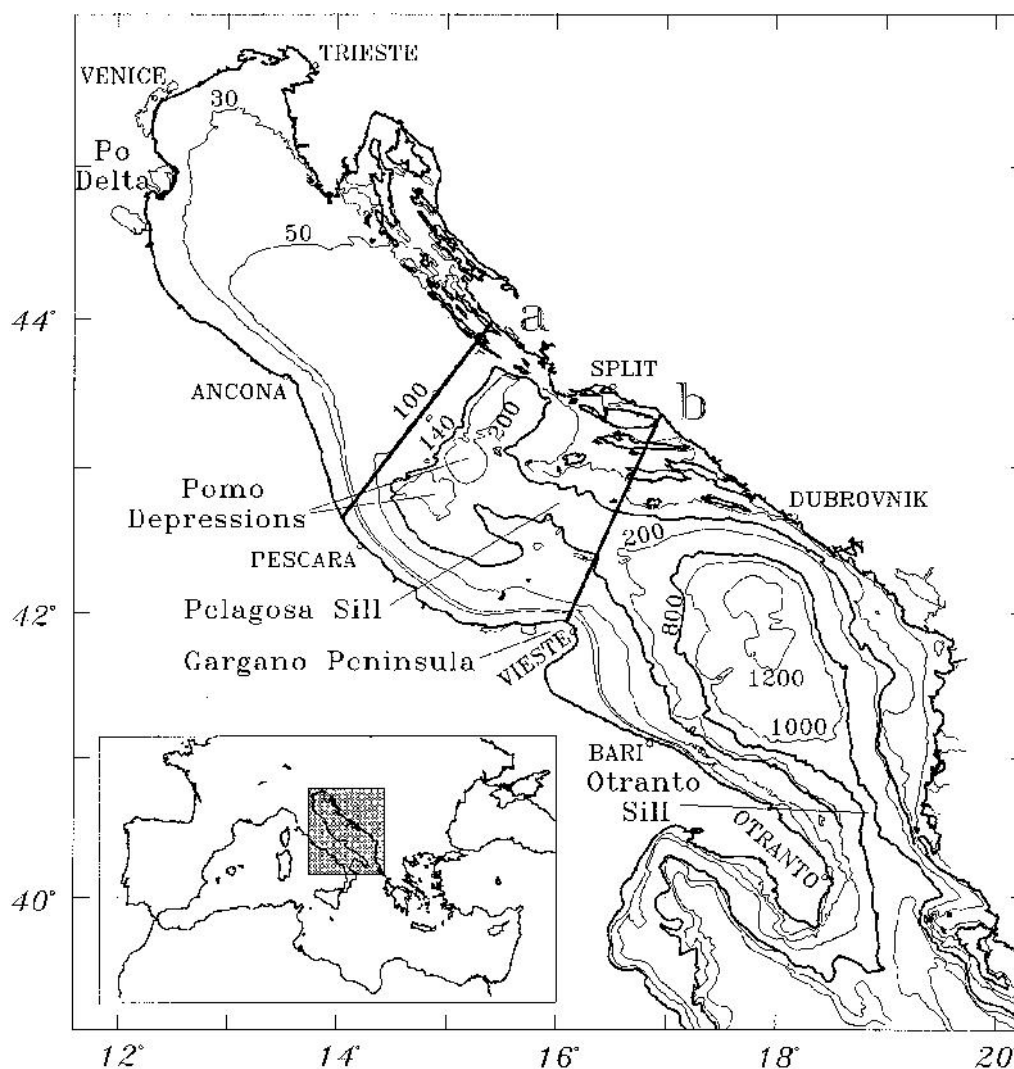 TRIESTE
VENICE
30
Po
Delta
50
44°
a
ANCONA
SPLIT
b
100
140
200
Pomo
Depressions
DUBROVNIK
PESCARA
200
Pelagosa Sill
42°
800
Gargano Peninsula
VIESTE
1200
1000
BARI
Otranto
Sill
OTRANTO
40°
12° 14° 16° 18° 20